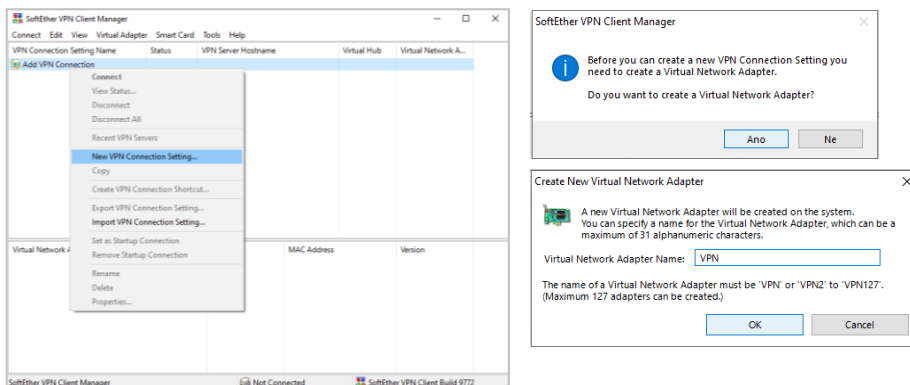 SoftEther VPN Client Manager
Connect Edit View Virtual Adapter Smart Card Tools Help
VPN Connection Setting Name Status VPN Server Hostname Virtual Hub Virtual Network A...
Add VPN Connection
Connect
View Status...
Disconnect
Disconnect All
Recent VPN Servers
New VPN Connection Setting...
Copy
Create VPN Connection Shortcut...
Export VPN Connection Setting...
Import VPN Connection Setting...
Set as Startup Connection
Remove Startup Connection
Rename
Delete
Properties...
Virtual Network A MAC Address Version
SoftEther VPN Client Manager Not Connected SoftEther VPN Client Build 9772
SoftEther VPN Client Manager
Before you can create a new VPN Connection Setting you
need to create a Virtual Network Adapter.
Do you want to create a Virtual Network Adapter?
Ano Ne
Create New Virtual Network Adapter
A new Virtual Network Adapter will be created on the system.
You can specify a name for the Virtual Network Adapter, which can be a
maximum of 31 alphanumeric characters.
Virtual Network Adapter Name: VPN
The name of a Virtual Network Adapter must be 'VPN' or 'VPN2' to 'VPN127'.
(Maximum 127 adapters can be created.)
OK Cancel